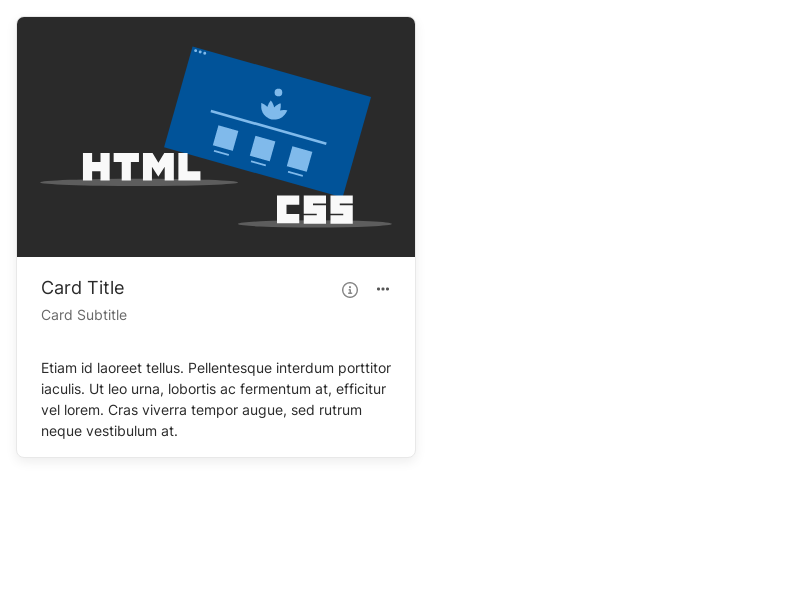 HTML
CSS
Card Title
Card Subtitle
Etiam id laoreet tellus. Pellentesque interdum porttitor
iaculis. Ut leo urna, lobortis ac fermentum at, efficitur
vel lorem. Cras viverra tempor augue, sed rutrum
neque vestibulum at.